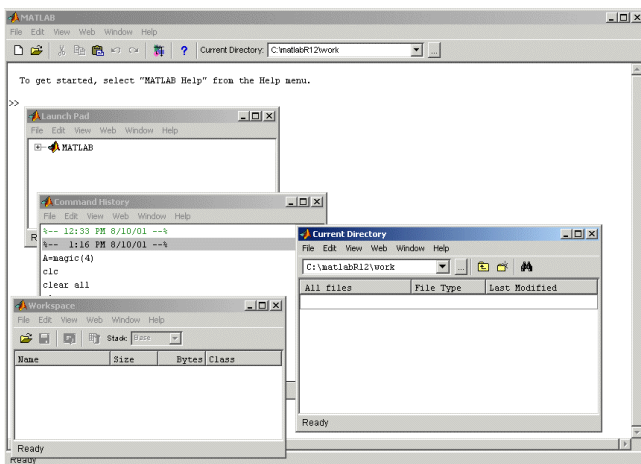 MATLAB
File Edit View Web Window Help
Current Directory: C:\matlabR12\work
To get started, select "MATLAB Help" from the Help menu.
>>
Launch Pad
File Edit View Web Window Help
MATLAB
Command History
File Edit View Web Window Help
%-- 12:33 PM 8/10/01 --%
%-- 1:16 PM 8/10/01 --%
A=magic(4)
clc
clear all
Current Directory
File Edit View Web Window Help
C:\matlabR12\work
All files File Type Last Modified
Ready
Workspace
File Edit View Web Window Help
Stack: Base
Name Size Bytes Class
Ready
Ready